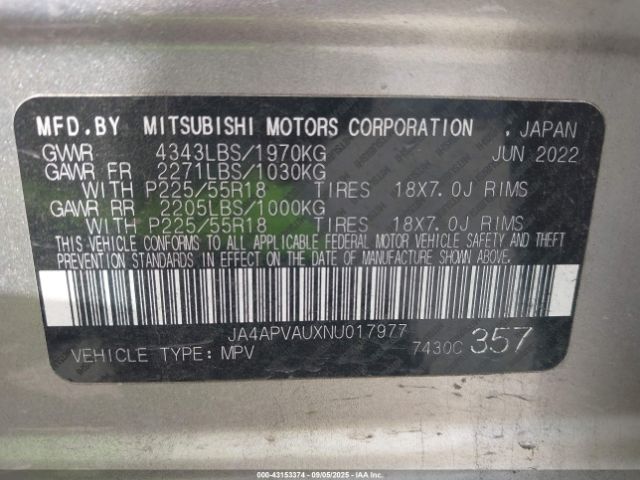 MFD.BY MITSUBISHI MOTORS CORPORATION , JAPAN
GVWR 4343LBS/1970KG JUN 2022
GAWR FR 2271LBS/1030KG
WITH P225/55R18 TIRES 18X7.0J RIMS
GAWR RR 2205LBS/1000KG
WITH P225/55R18 TIRES 18X7.0J RIMS
THIS VEHICLE CONFORMS TO ALL APPLICABLE FEDERAL MOTOR VEHICLE SAFETY AND THEFT
PREVENTION STANDARDS IN EFFECT ON THE DATE OF MANUFACTURE SHOWN ABOVE.
JA4APVAUXNU017977
VEHICLE TYPE: MPV 7430C 357
000-43153374 09/05/2025 IAAI.COM